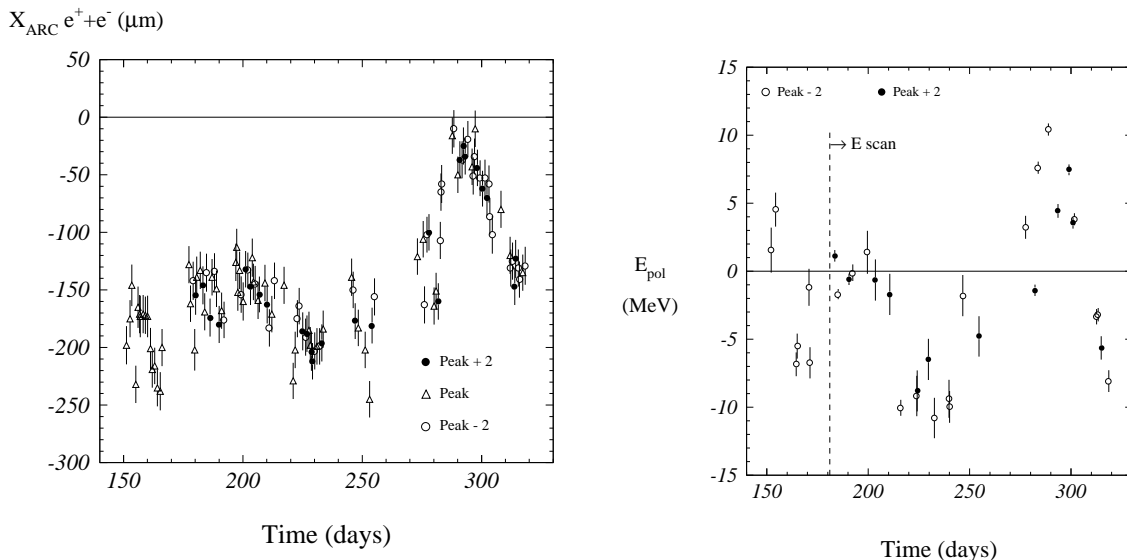 X_ARC e⁺+e⁻ (μm)
50
0
-50
-100
-150
-200
-250
-300
150
200
250
300
Time (days)
Peak + 2
Peak
Peak - 2
15
10
5
0
-5
-10
-15
E_pol
(MeV)
Peak - 2
Peak + 2
→ E scan
150
200
250
300
Time (days)